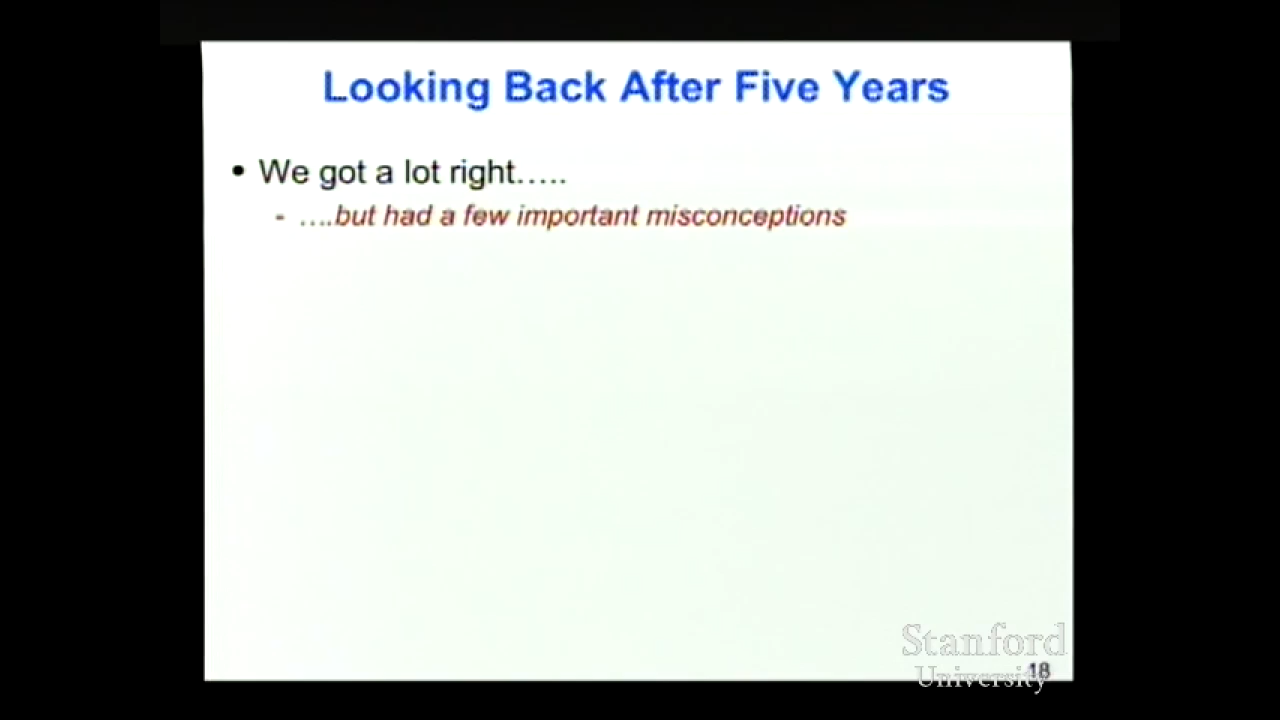 Looking Back After Five Years
• We got a lot right…..
- ….but had a few important misconceptions
Stanford
University
18